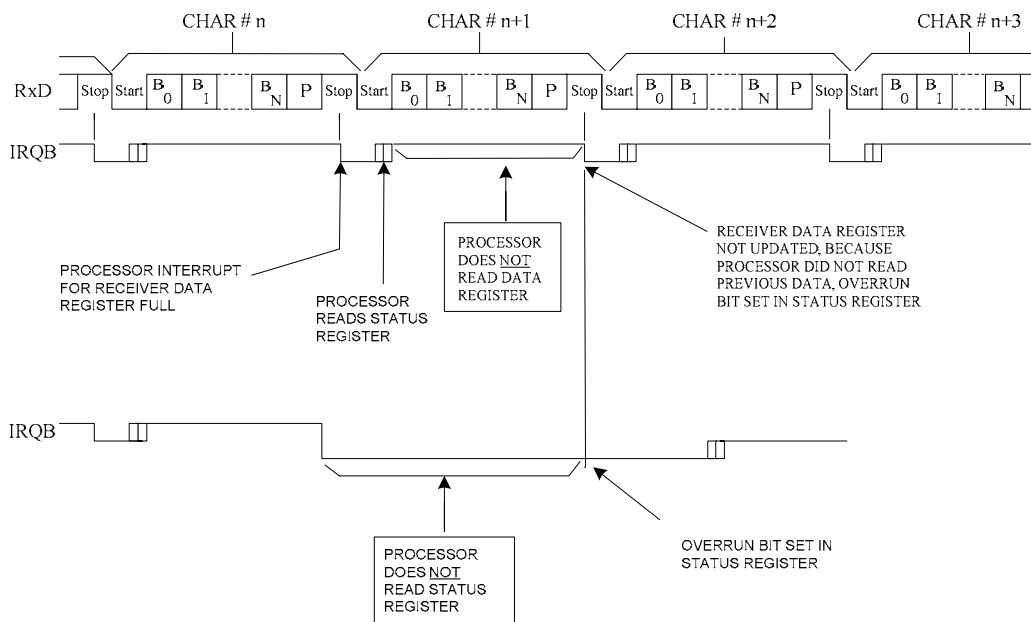 CHAR # n CHAR # n+1 CHAR # n+2 CHAR # n+3
RxD Stop Start B0 B1 BN P Stop Start B0 B1 BN P Stop Start B0 B1 BN P Stop Start B0 B1 BN
IRQB
PROCESSOR INTERRUPT
FOR RECEIVER DATA
REGISTER FULL
PROCESSOR
READS STATUS
REGISTER
PROCESSOR
DOES NOT
READ DATA
REGISTER
RECEIVER DATA REGISTER
NOT UPDATED, BECAUSE
PROCESSOR DID NOT READ
PREVIOUS DATA, OVERRUN
BIT SET IN STATUS REGISTER
IRQB
PROCESSOR
DOES NOT
READ STATUS
REGISTER
OVERRUN BIT SET IN
STATUS REGISTER